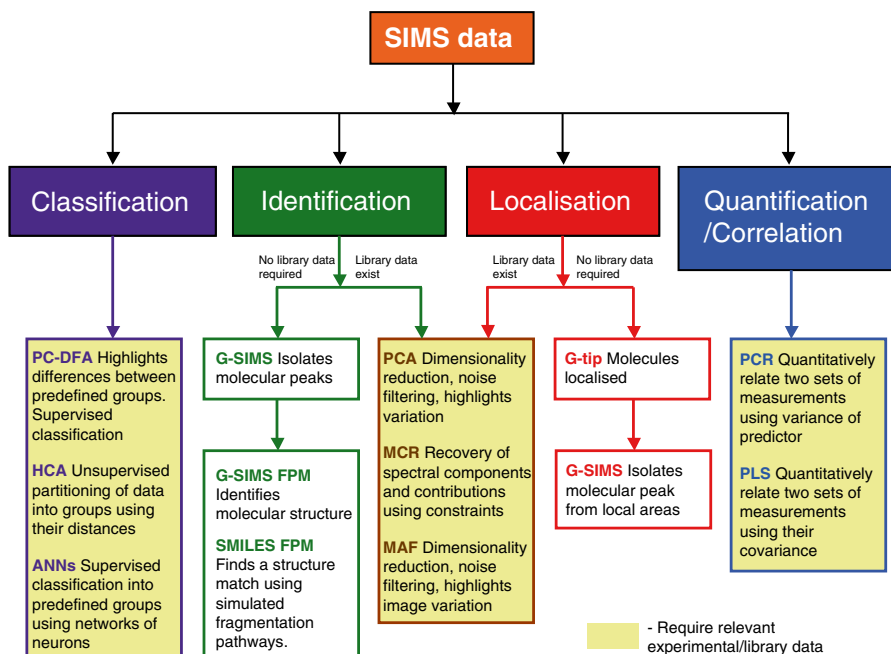 SIMS data
Classification
Identification
Localisation
Quantification
/Correlation
No library data
required
Library data
exist
Library data
exist
No library data
required
PC-DFA Highlights
differences between
predefined groups.
Supervised
classification
HCA Unsupervised
partitioning of data
into groups using
their distances
ANNs Supervised
classification into
predefined groups
using networks of
neurons
G-SIMS Isolates
molecular peaks
G-SIMS FPM
Identifies
molecular structure
SMILES FPM
Finds a structure
match using
simulated
fragmentation
pathways.
PCA Dimensionality
reduction, noise
filtering, highlights
variation
MCR Recovery of
spectral components
and contributions
using constraints
MAF Dimensionality
reduction, noise
filtering, highlights
image variation
G-tip Molecules
localised
G-SIMS Isolates
molecular peak
from local areas
PCR Quantitatively
relate two sets of
measurements
using variance of
predictor
PLS Quantitatively
relate two sets of
measurements
using their
covariance
- Require relevant
experimental/library data